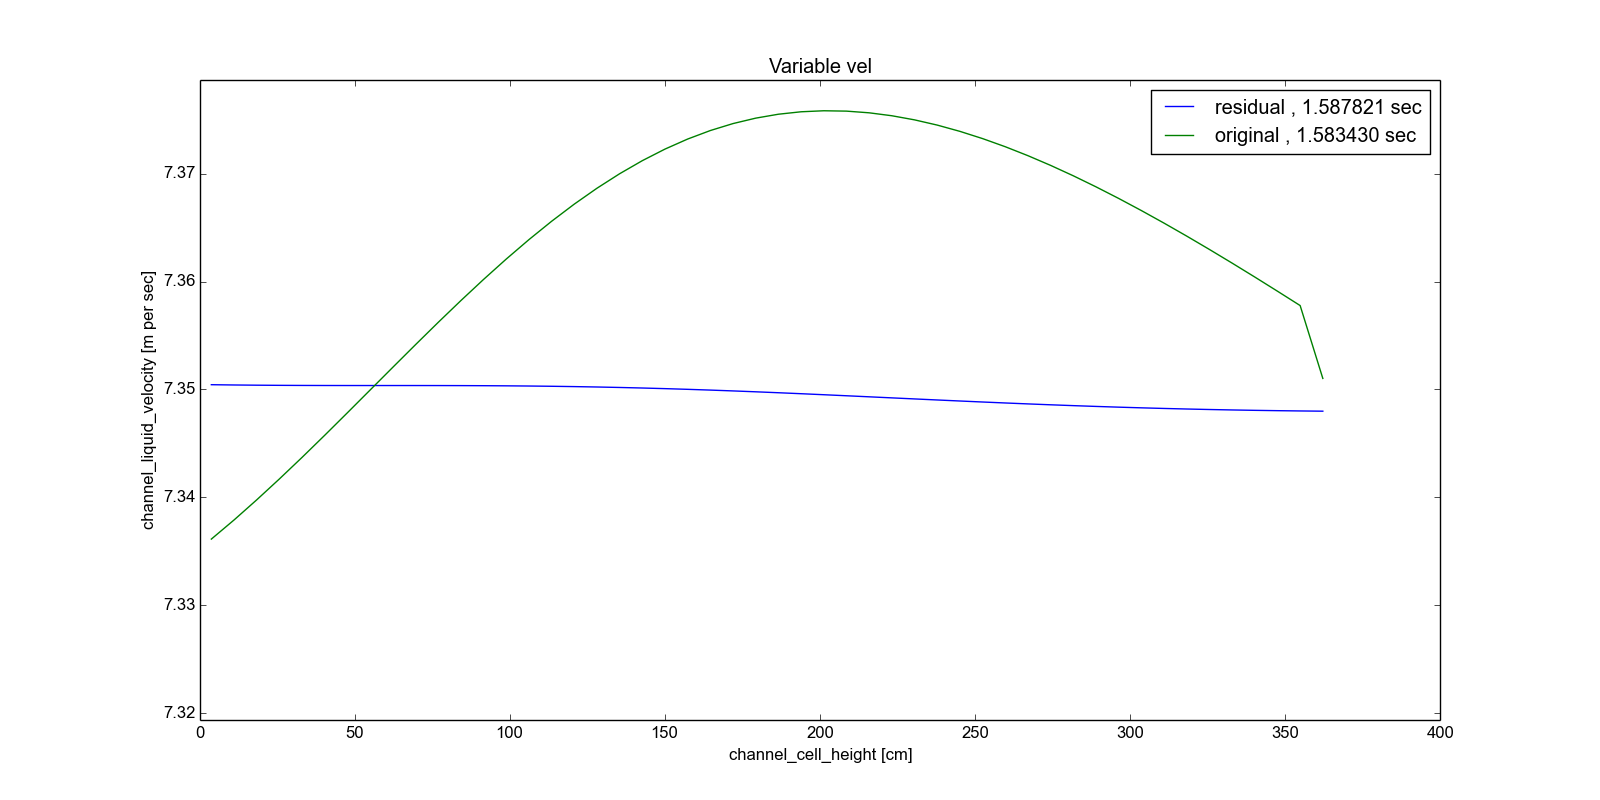 Variable vel
residual , 1.587821 sec
original , 1.583430 sec
channel_liquid_velocity [m per sec]
7.37
7.36
7.35
7.34
7.33
7.32
0 50 100 150 200 250 300 350 400
channel_cell_height [cm]